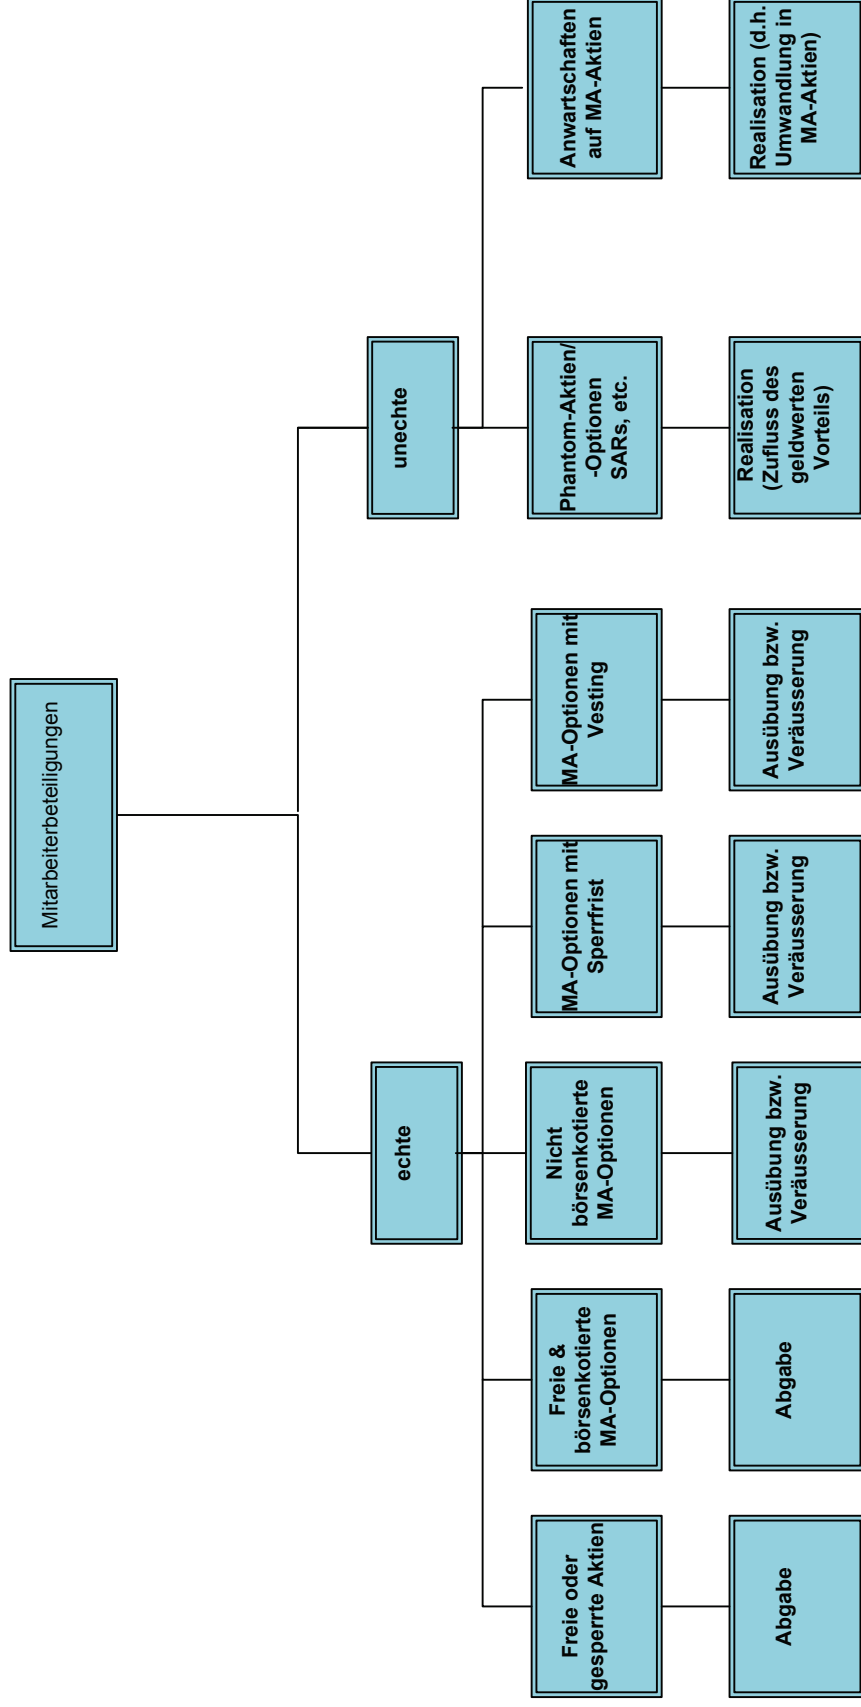 Mitarbeiterbeteiligungen
echte
unechte
Freie oder
gesperrte Aktien
Freie &
börsenkotierte
MA-Optionen
Nicht
börsenkotierte
MA-Optionen
MA-Optionen mit
Sperrfrist
MA-Optionen mit
Vesting
Phantom-Aktien/
-Optionen
SARs, etc.
Anwartschaften
auf MA-Aktien
Abgabe
Abgabe
Ausübung bzw.
Veräusserung
Ausübung bzw.
Veräusserung
Ausübung bzw.
Veräusserung
Realisation
(Zufluss des
geldwerten
Vorteils)
Realisation (d.h.
Umwandlung in
MA-Aktien)